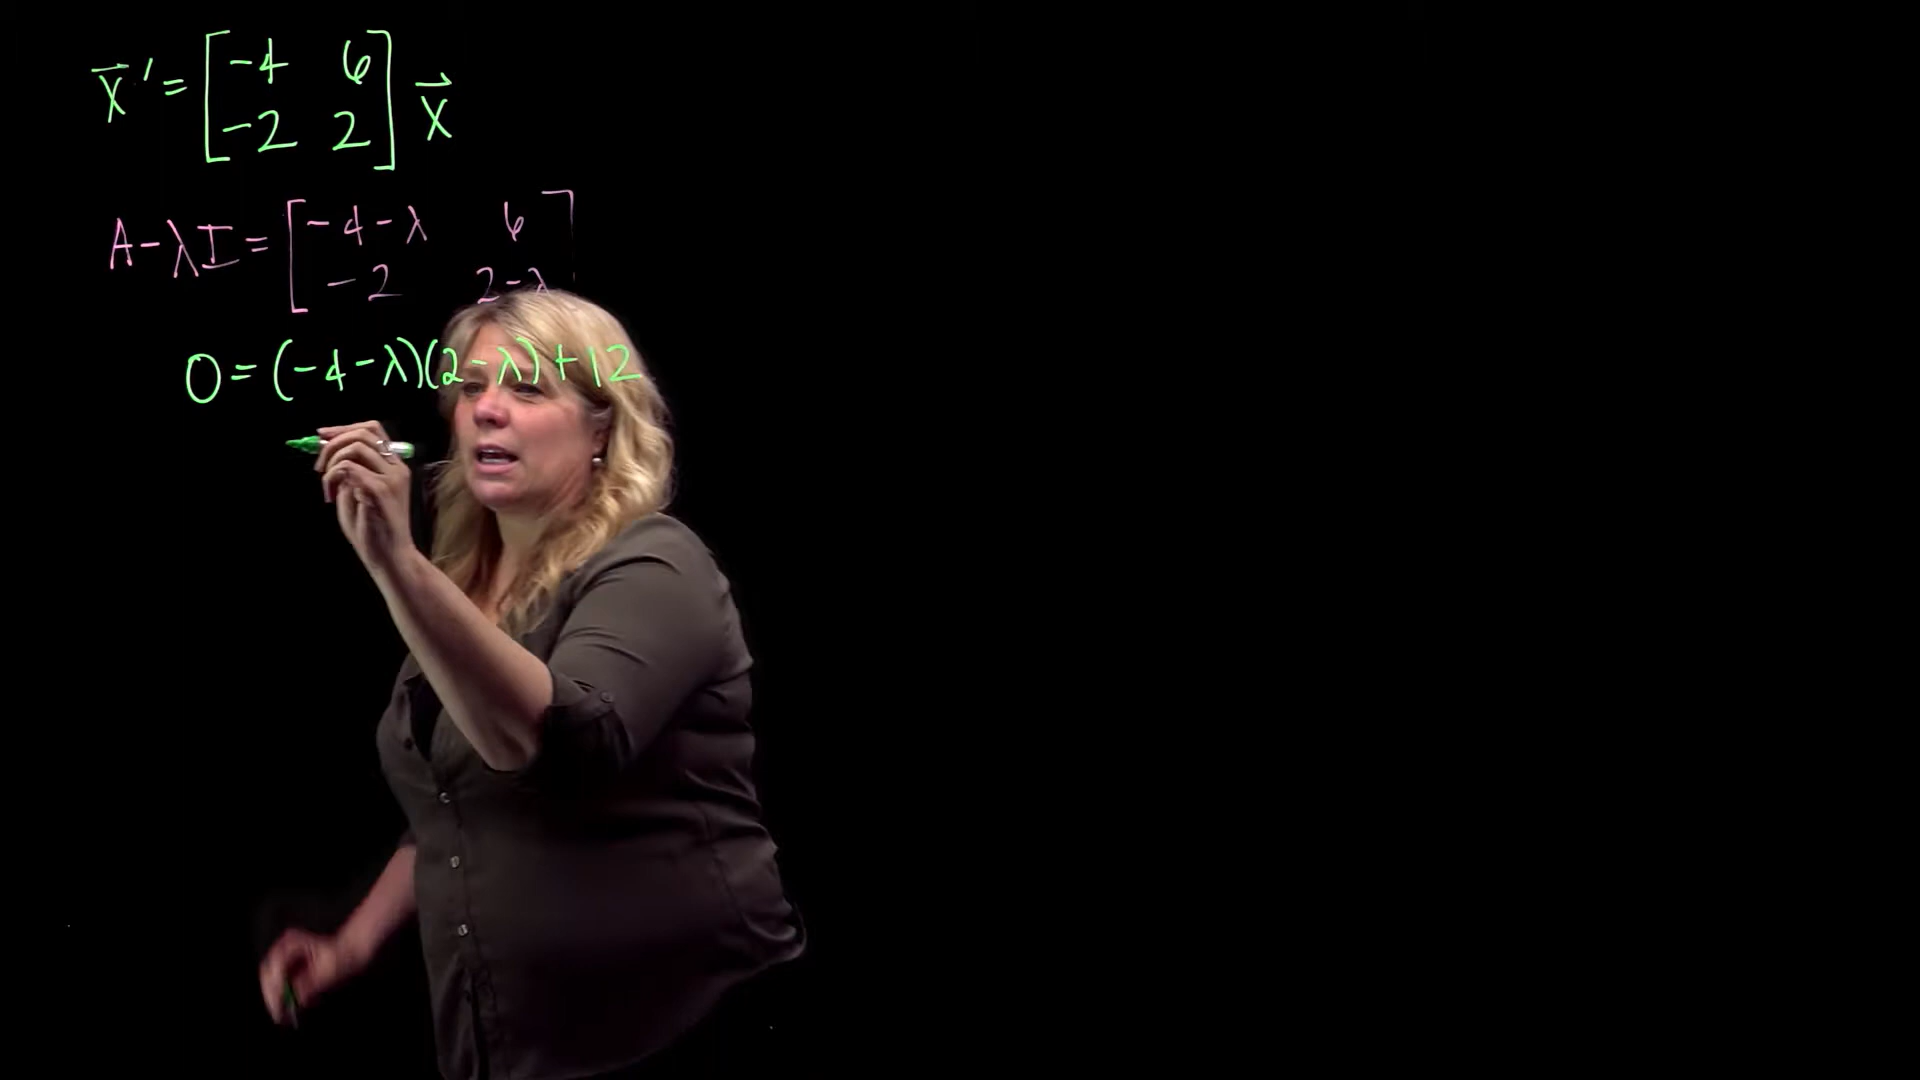 x⃗' = [-4 6; -2 2] x⃗
A-λI = [-4-λ 6; -2 2-λ]
0=(-4-λ)(2-λ)+12